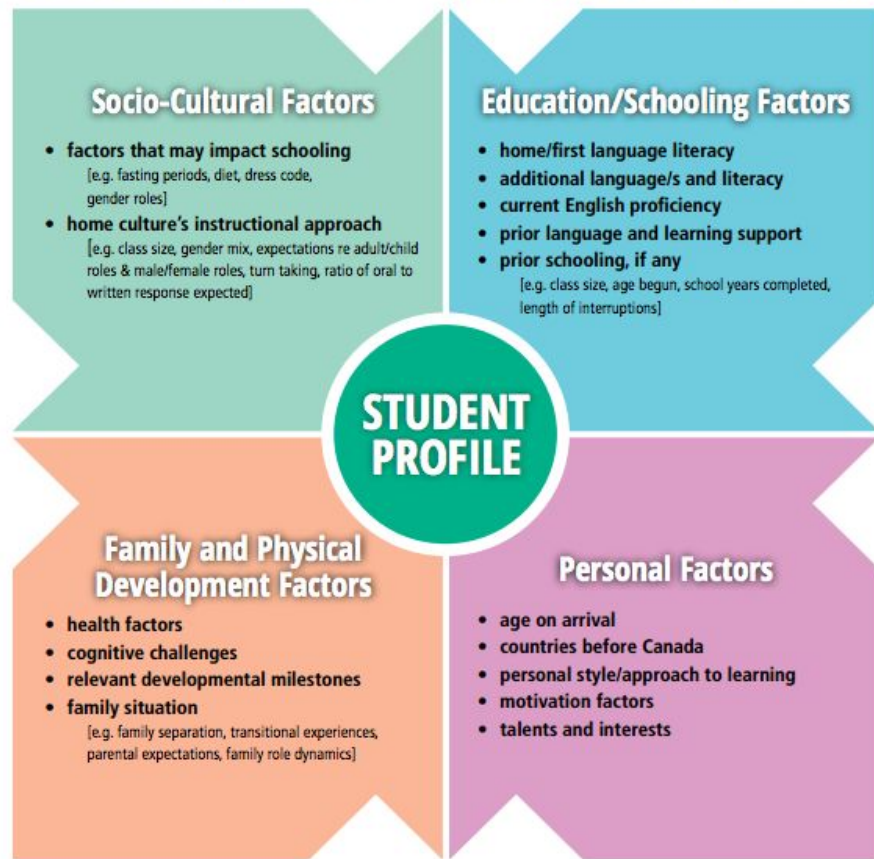 Socio-Cultural Factors
• factors that may impact schooling
[e.g. fasting periods, diet, dress code,
gender roles]
• home culture's instructional approach
[e.g. class size, gender mix, expectations re adult/child
roles & male/female roles, turn taking, ratio of oral to
written response expected]
Education/Schooling Factors
• home/first language literacy
• additional language/s and literacy
• current English proficiency
• prior language and learning support
• prior schooling, if any
[e.g. class size, age begun, school years completed,
length of interruptions]
STUDENT
PROFILE
Family and Physical
Development Factors
• health factors
• cognitive challenges
• relevant developmental milestones
• family situation
[e.g. family separation, transitional experiences,
parental expectations, family role dynamics]
Personal Factors
• age on arrival
• countries before Canada
• personal style/approach to learning
• motivation factors
• talents and interests